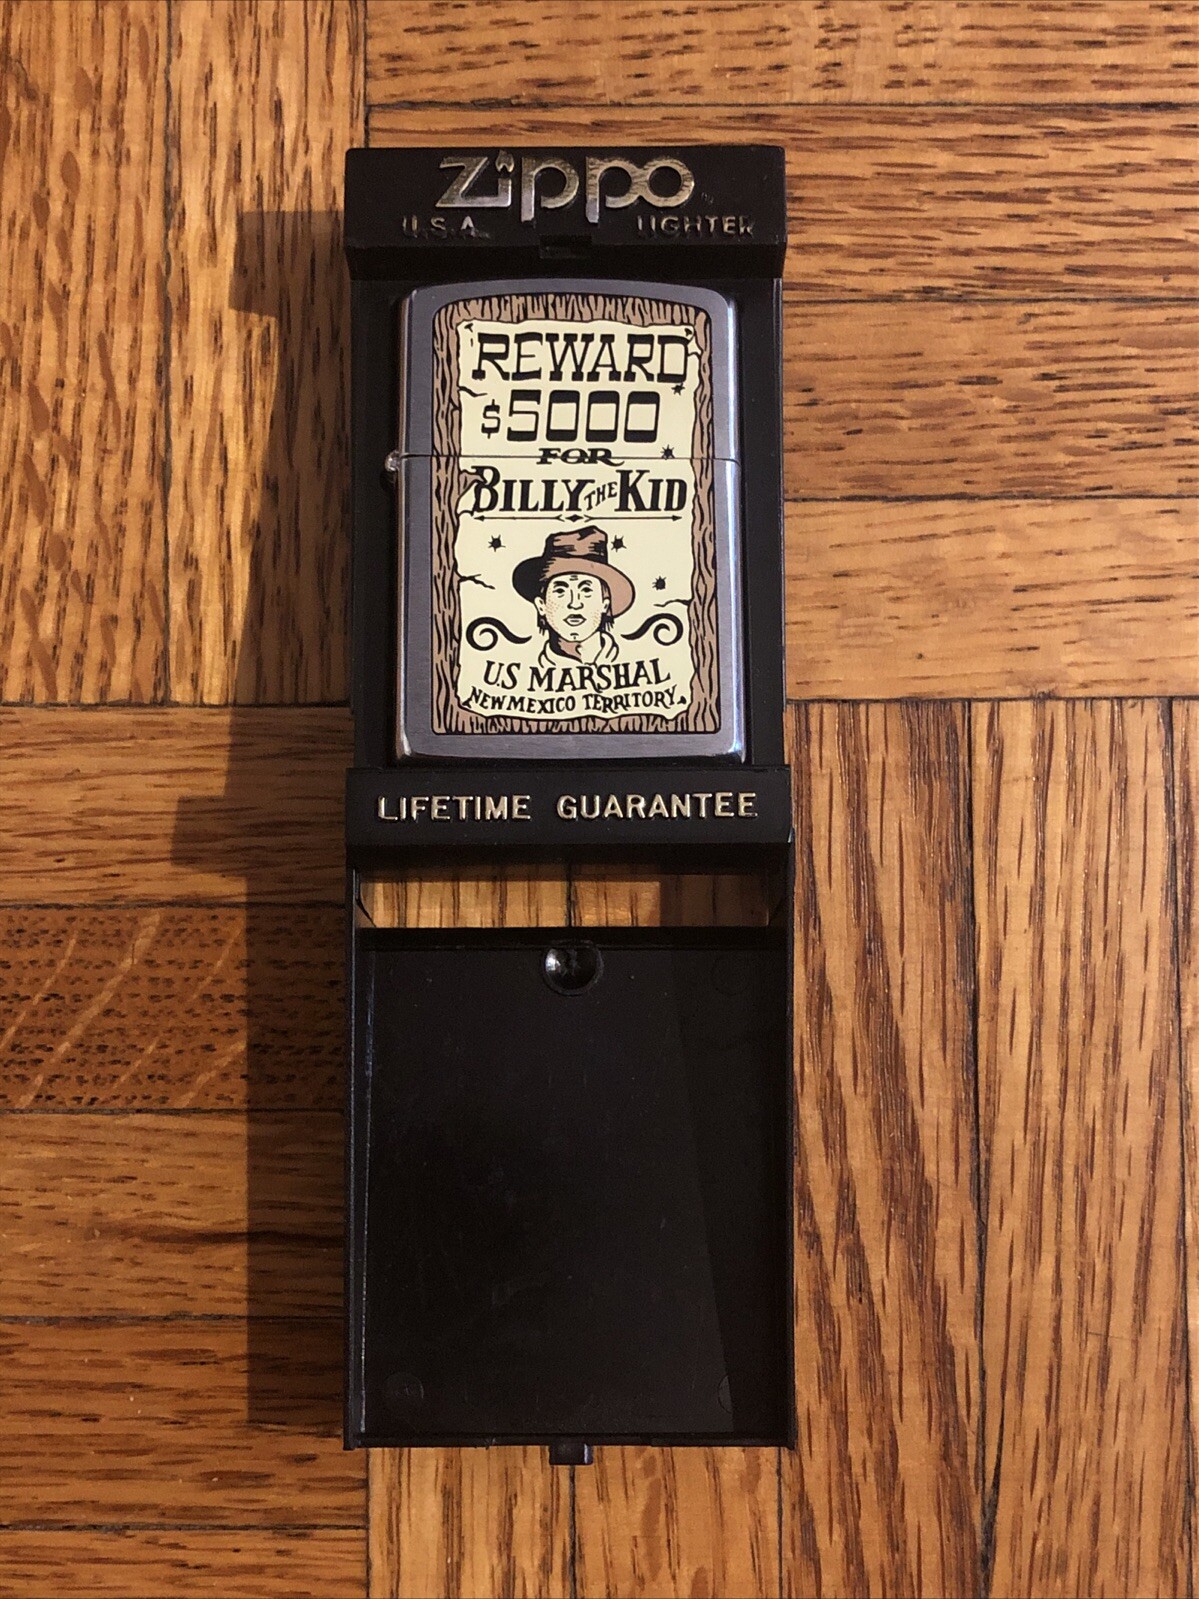 Zippo
U.S.A. LIGHTER
REWARD
$5000
FOR
BILLY THE KID
U.S MARSHAL
NEW MEXICO TERRITORY.
LIFETIME GUARANTEE